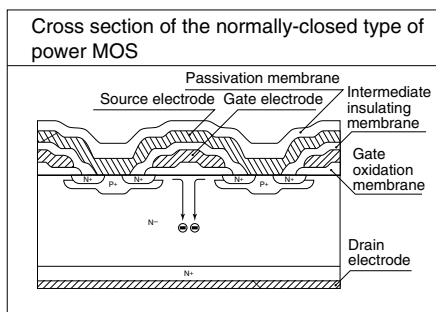 Cross section of the normally-closed type of
power MOS
Passivation membrane
Source electrode
Gate electrode
Intermediate
insulating
membrane
Gate
oxidation
membrane
N+
N+
N+
N+
P+
P+
N−
N+
Drain
electrode